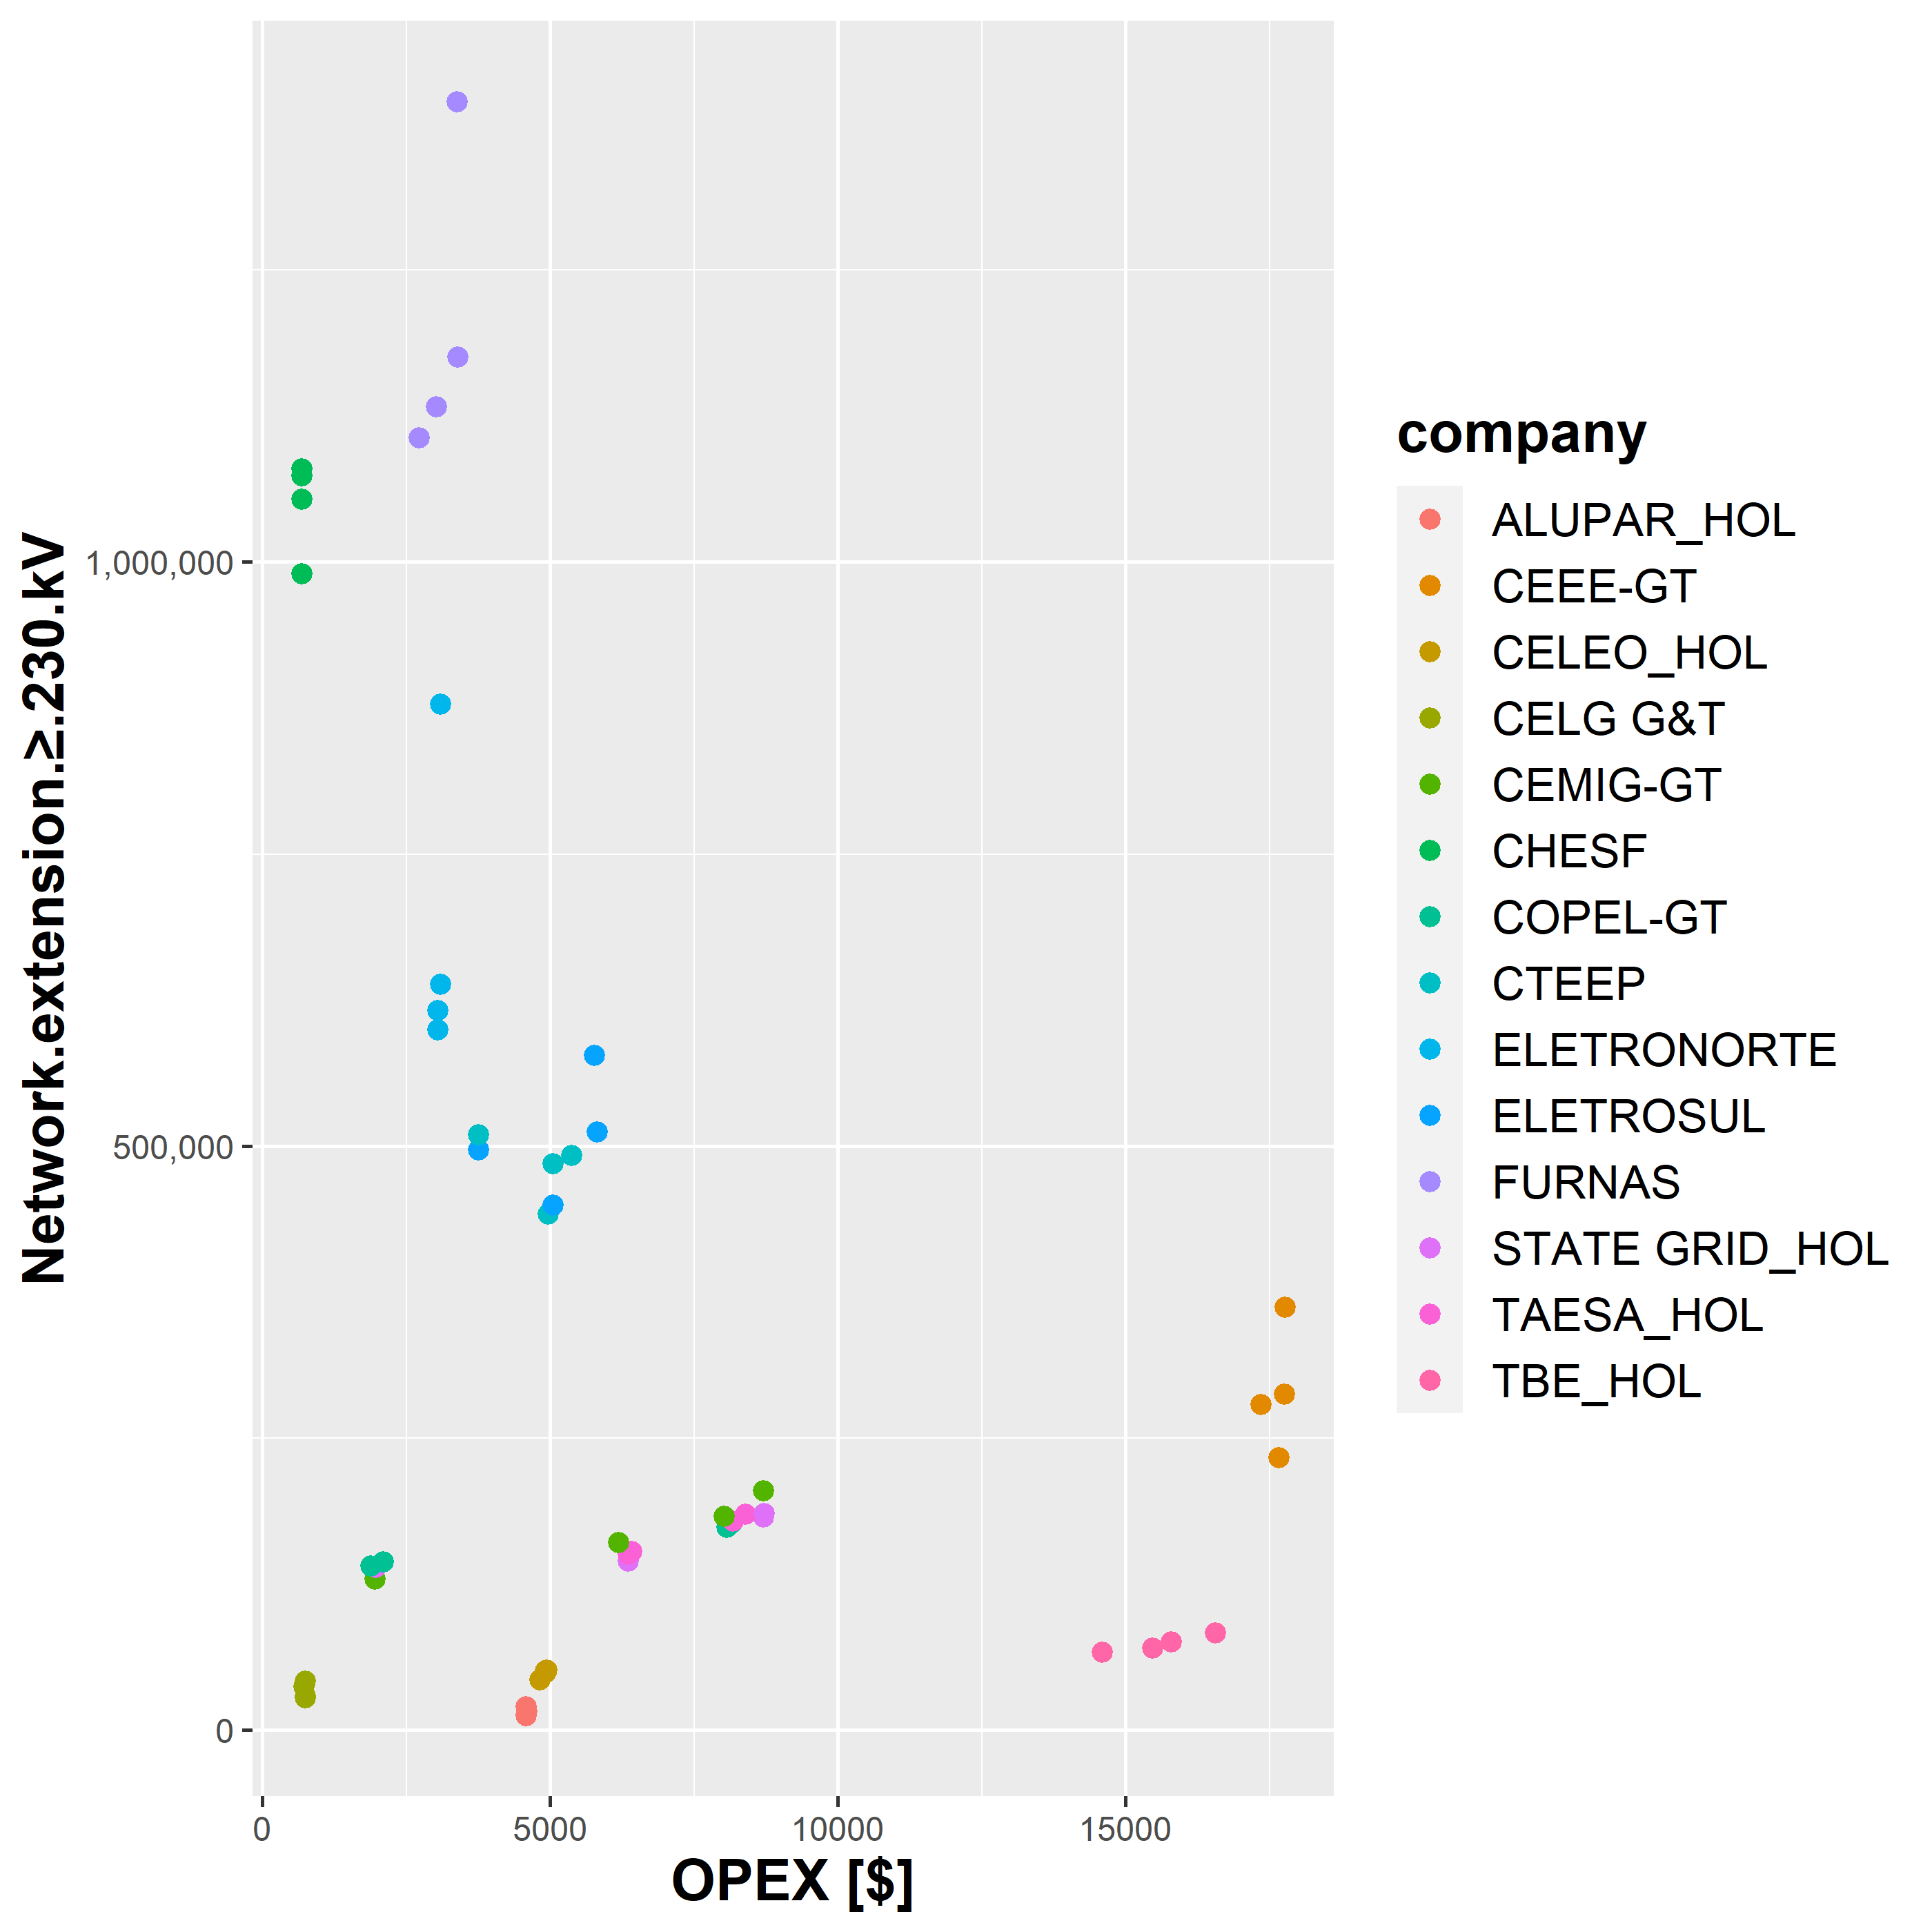 Network.extension.≥.230.kV
1,000,000
500,000
0
0
5000
10000
15000
OPEX [$]
company
ALUPAR_HOL
CEEE-GT
CELEO_HOL
CELG G&T
CEMIG-GT
CHESF
COPEL-GT
CTEEP
ELETRONORTE
ELETROSUL
FURNAS
STATE GRID_HOL
TAESA_HOL
TBE_HOL